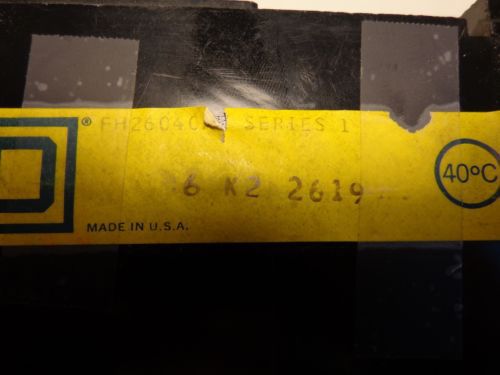 D
® FH26040 SERIES 1
6 K2 2619
40°C
MADE IN U.S.A.